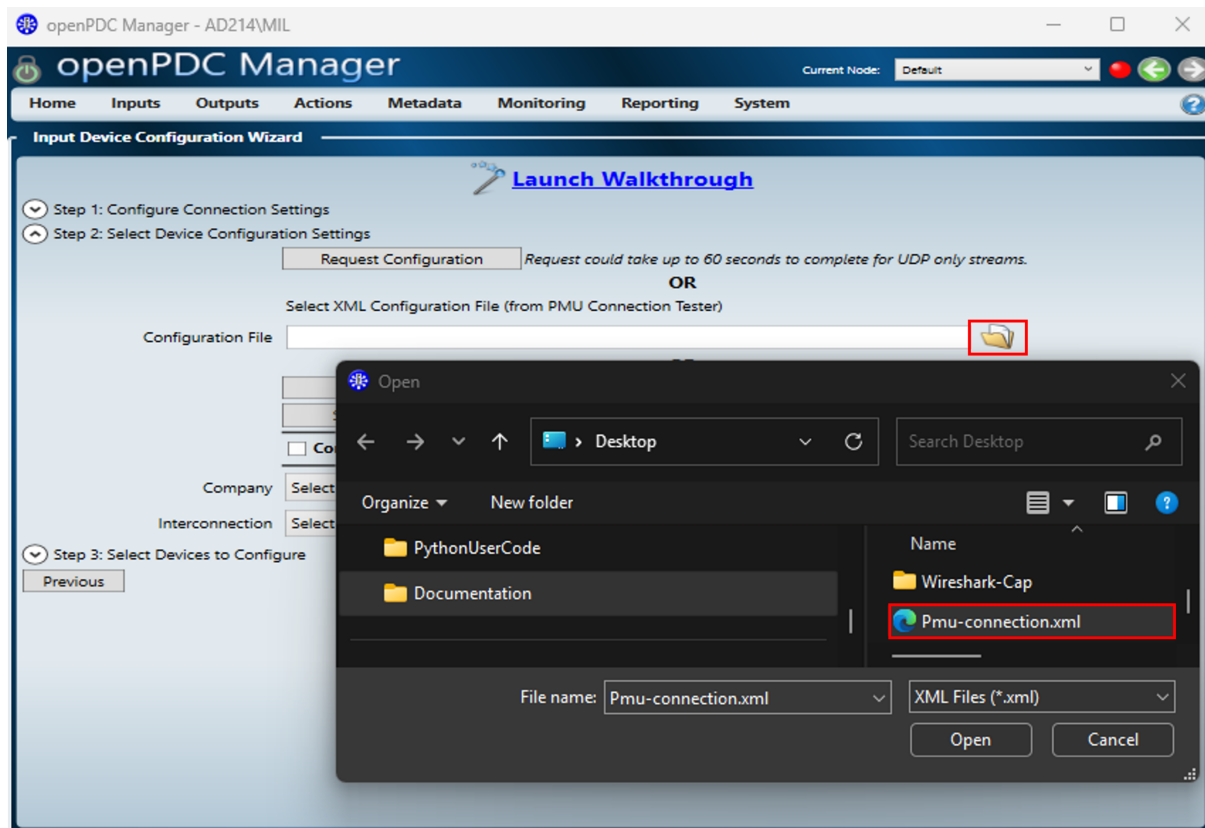 openPDC Manager - AD214\MIL
openPDC Manager
Current Node: Default
Home Inputs Outputs Actions Metadata Monitoring Reporting System
Input Device Configuration Wizard
Launch Walkthrough
Step 1: Configure Connection Settings
Step 2: Select Device Configuration Settings
Request Configuration Request could take up to 60 seconds to complete for UDP only streams.
OR
Select XML Configuration File (from PMU Connection Tester)
Configuration File
Open
Desktop
Search Desktop
Organize New folder
PythonUserCode
Documentation
Name
Wireshark-Cap
Pmu-connection.xml
File name: Pmu-connection.xml XML Files (*.xml)
Open Cancel
Company Select
Interconnection Select
Step 3: Select Devices to Configure
Previous